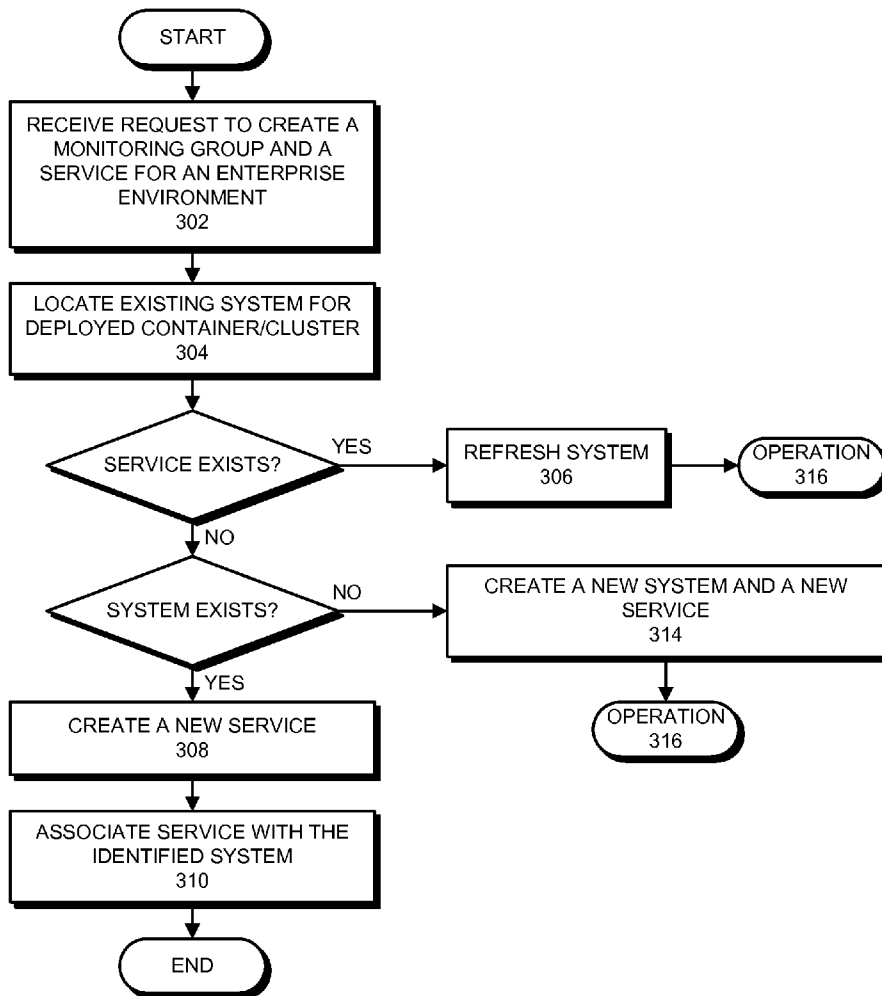 START
RECEIVE REQUEST TO CREATE A
MONITORING GROUP AND A
SERVICE FOR AN ENTERPRISE
ENVIRONMENT
302
LOCATE EXISTING SYSTEM FOR
DEPLOYED CONTAINER/CLUSTER
304
SERVICE EXISTS?
YES
REFRESH SYSTEM
306
OPERATION
316
NO
SYSTEM EXISTS?
NO
CREATE A NEW SYSTEM AND A NEW
SERVICE
314
YES
OPERATION
316
CREATE A NEW SERVICE
308
ASSOCIATE SERVICE WITH THE
IDENTIFIED SYSTEM
310
END